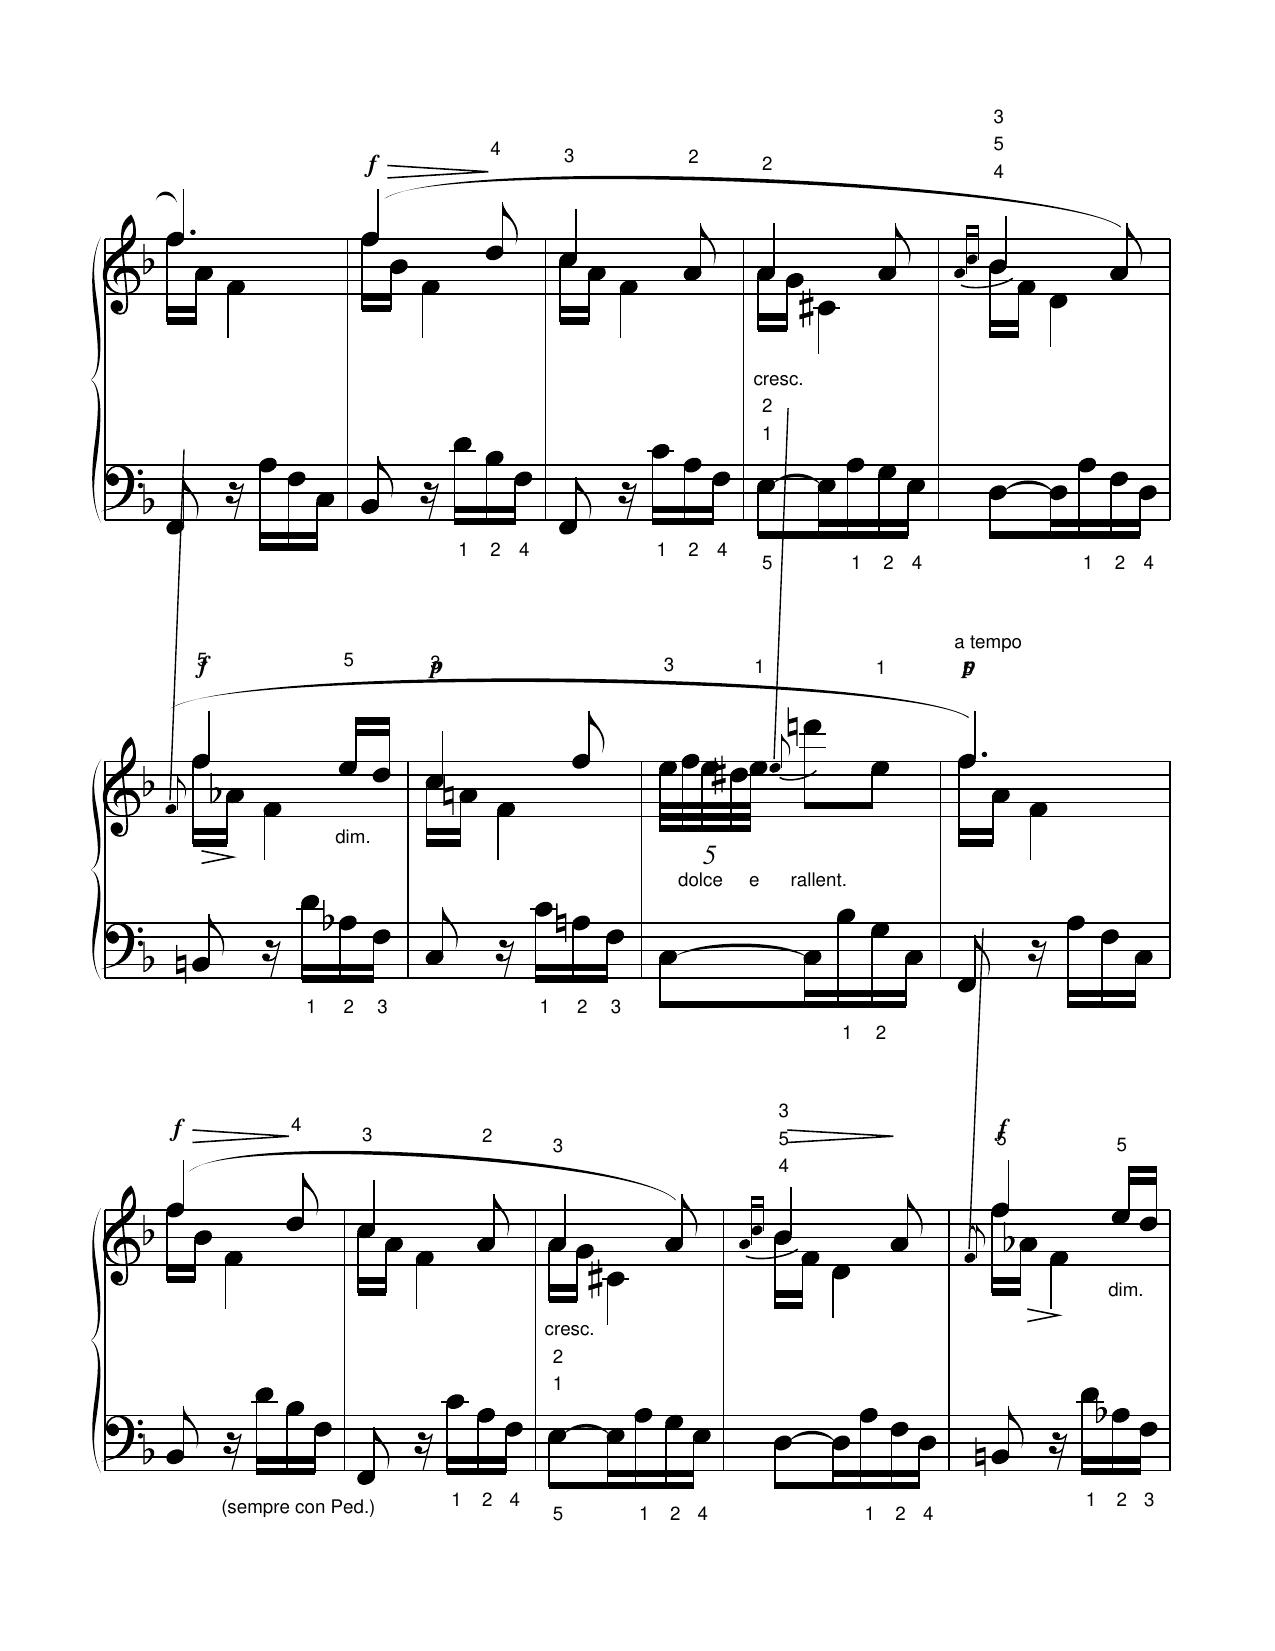 3
5
4
f 4 3 2 2
cresc.
2
1
1 2 4 1 2 4 5 1 2 4 1 2 4
a tempo
f 5 3 1 1
dim.
5
dolce e rallent.
1 2 3 1 2 3 1 2
3
f 4 3 2 3 5 f 5
4
dim.
cresc.
2
1
(sempre con Ped.) 1 2 4 5 1 2 4 1 2 4 1 2 3